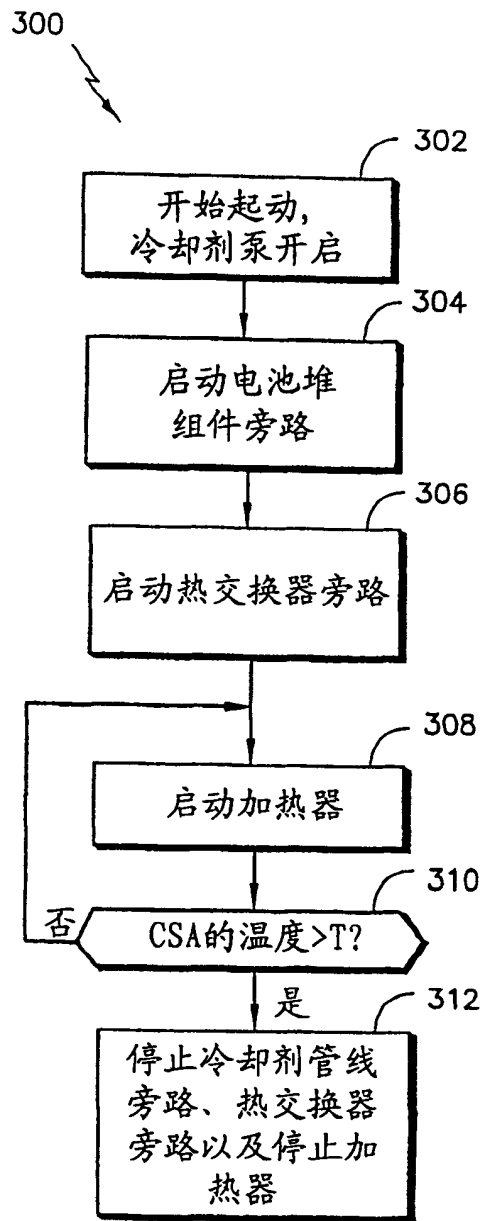 300
302
开始起动,
冷却剂泵开启
304
启动电池堆
组件旁路
306
启动热交换器旁路
308
启动加热器
310
否
CSA的温度>T?
是
312
停止冷却剂管线
旁路、热交换器
旁路以及停止加
热器